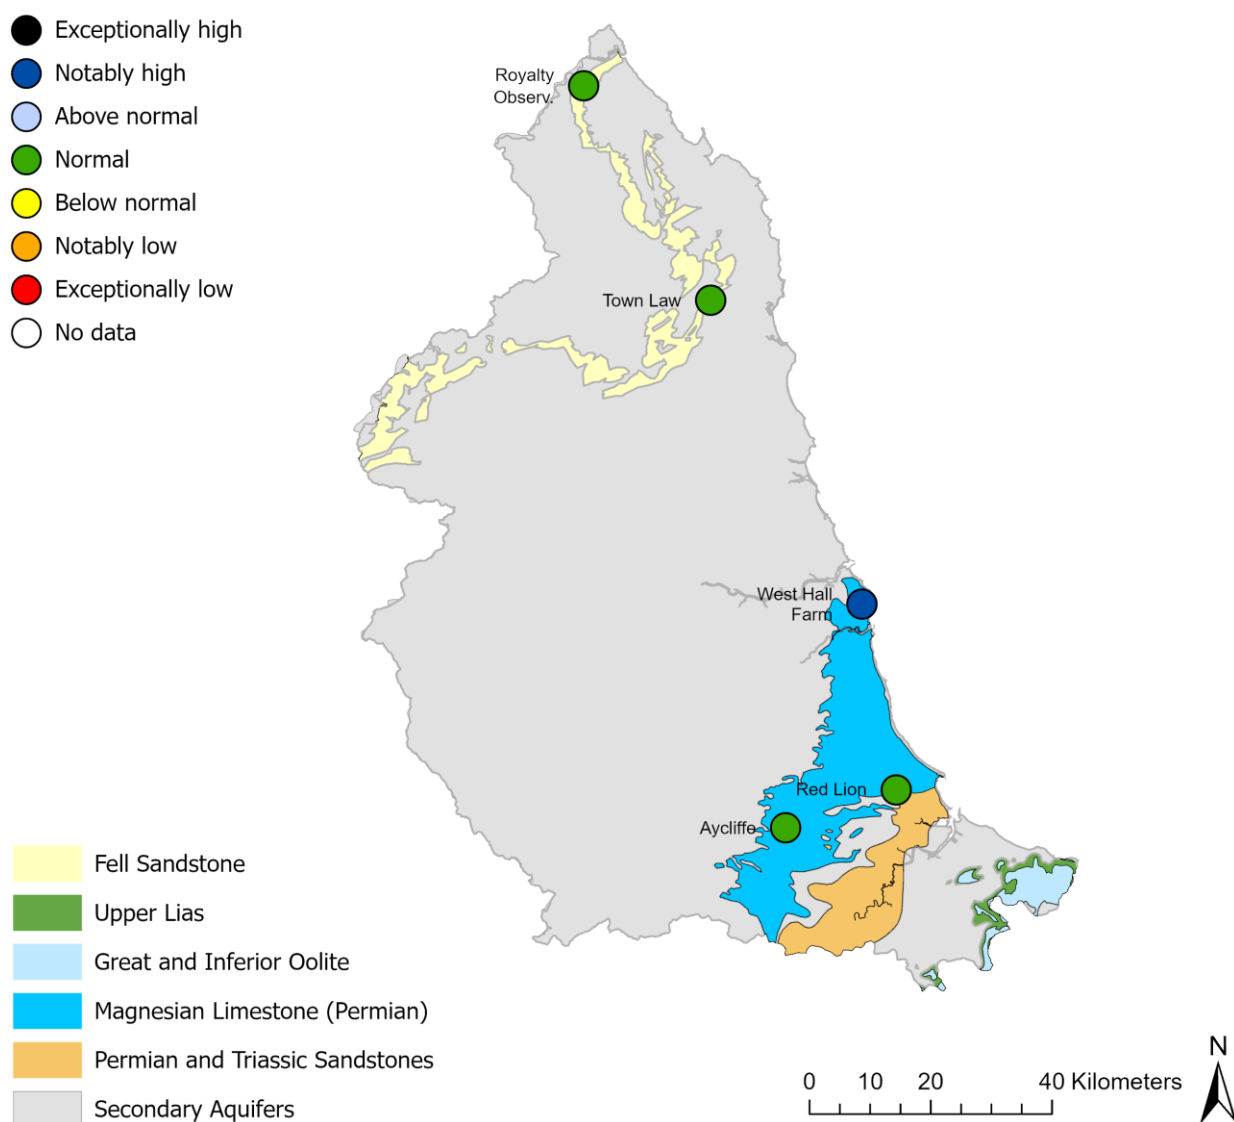 Exceptionally high
Notably high
Above normal
Normal
Below normal
Notably low
Exceptionally low
No data
Royalty
Observ.
Town Law
West Hall
Farm
Red Lion
Aycliffe
Fell Sandstone
Upper Lias
Great and Inferior Oolite
Magnesian Limestone (Permian)
Permian and Triassic Sandstones
Secondary Aquifers
0 10 20 40 Kilometers
N